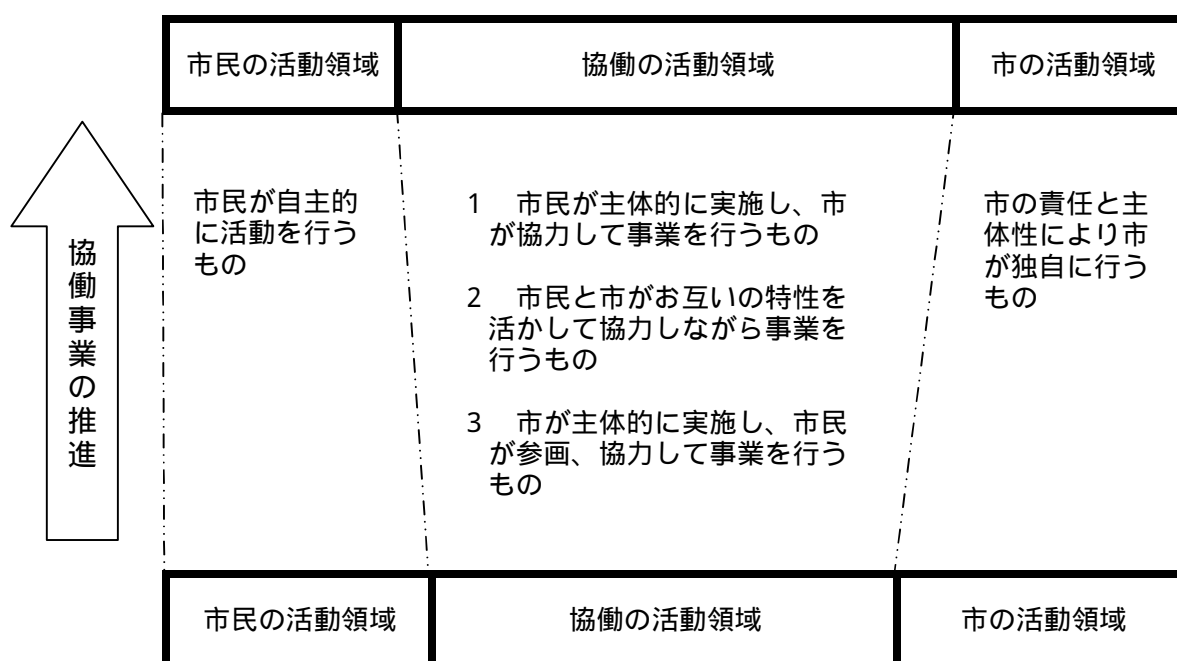 市民の活動領域
協働の活動領域
市の活動領域
協働事業の推進
市民が自主的
に活動を行う
もの
1 市民が主体的に実施し、市
が協力して事業を行うもの
2 市民と市がお互いの特性を
活かして協力しながら事業を
行うもの
3 市が主体的に実施し、市民
が参画、協力して事業を行う
もの
市の責任と主
体性により市
が独自に行う
もの
市民の活動領域
協働の活動領域
市の活動領域